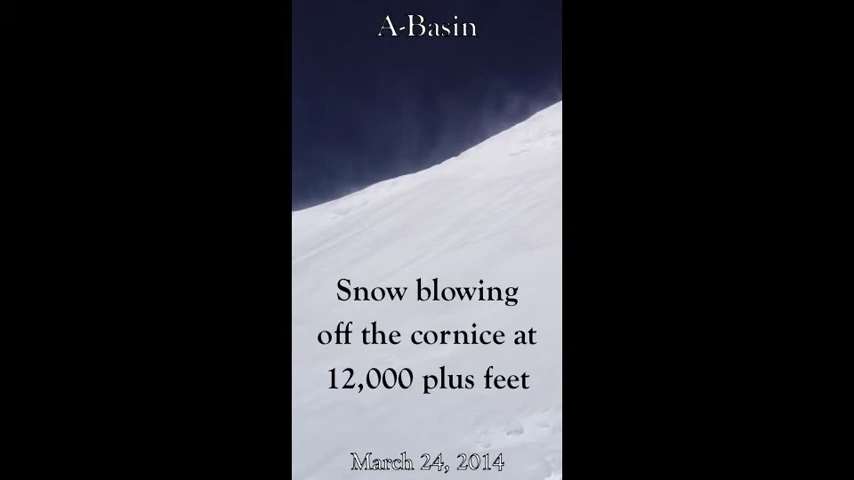 A-Basin
Snow blowing
off the cornice at
12,000 plus feet
March 24, 2014